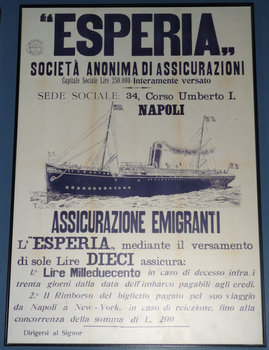 "ESPERIA„
SOCIETÀ ANONIMA DI ASSICURAZIONI
Capitale Sociale Lire 250,000 Interamente versato
SEDE SOCIALE 34, Corso Umberto I.
NAPOLI
ASSICURAZIONE EMIGRANTI
L'"ESPERIA„ mediante il versamento
di sole Lire DIECI assicura:
1.° Lire Milleduecento in caso di decesso infra i
trenta giorni dalla data dell'imbarco pagabili agli eredi.
2.° Il Rimborso del biglietto pagato pel suo viaggio
da Napoli a New-York, in caso di reiezione, fino alla
concorrenza della somma di L. 200
Dirigersi al Signor